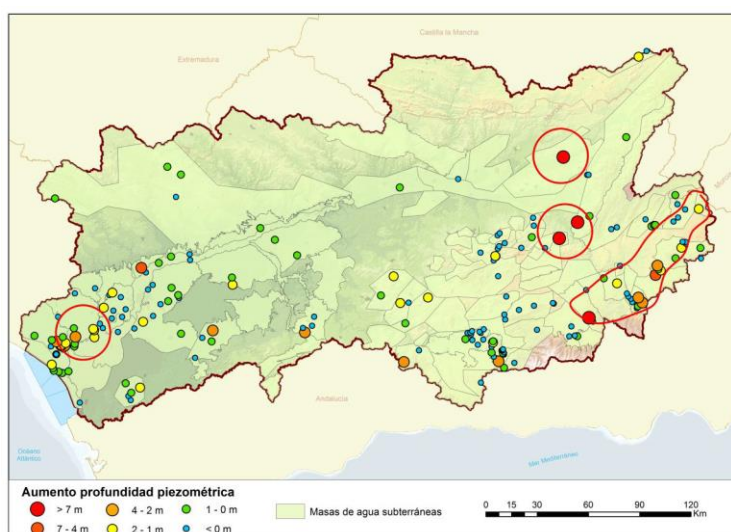 Castilla la Mancha
Extremadura
Murcia
Andalucía
Océano
Atlántico
Mar Mediterráneo
Aumento profundidad piezométrica
> 7 m
4 - 2 m
1 - 0 m
7 - 4 m
2 - 1 m
< 0 m
Masas de agua subterráneas
0 15 30 60 90 120
Km